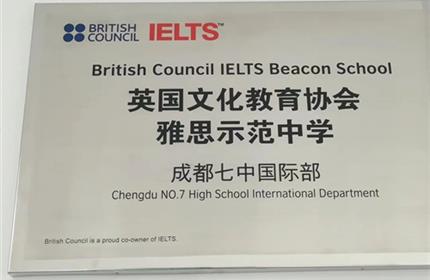 BRITISH COUNCIL IELTS™
British Council IELTS Beacon School
英国文化教育协会
雅思示范中学
成都七中国际部
Chengdu NO.7 High School International Department
British Council is a proud co-owner of IELTS.